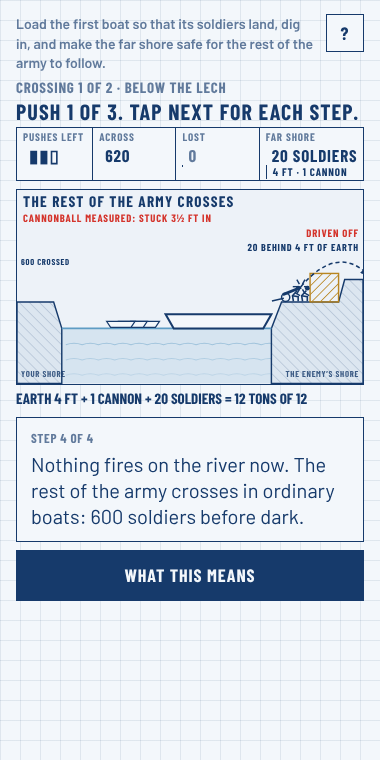 Load the first boat so that its soldiers land, dig
in, and make the far shore safe for the rest of the
army to follow.
?
CROSSING 1 OF 2 · BELOW THE LECH
PUSH 1 OF 3. TAP NEXT FOR EACH STEP.
PUSHES LEFT
ACROSS
620
LOST
0
FAR SHORE
20 SOLDIERS
4 FT · 1 CANNON
THE REST OF THE ARMY CROSSES
CANNONBALL MEASURED: STUCK 3½ FT IN
DRIVEN OFF
20 BEHIND 4 FT OF EARTH
600 CROSSED
YOUR SHORE
THE ENEMY'S SHORE
EARTH 4 FT + 1 CANNON + 20 SOLDIERS = 12 TONS OF 12
STEP 4 OF 4
Nothing fires on the river now. The
rest of the army crosses in ordinary
boats: 600 soldiers before dark.
WHAT THIS MEANS